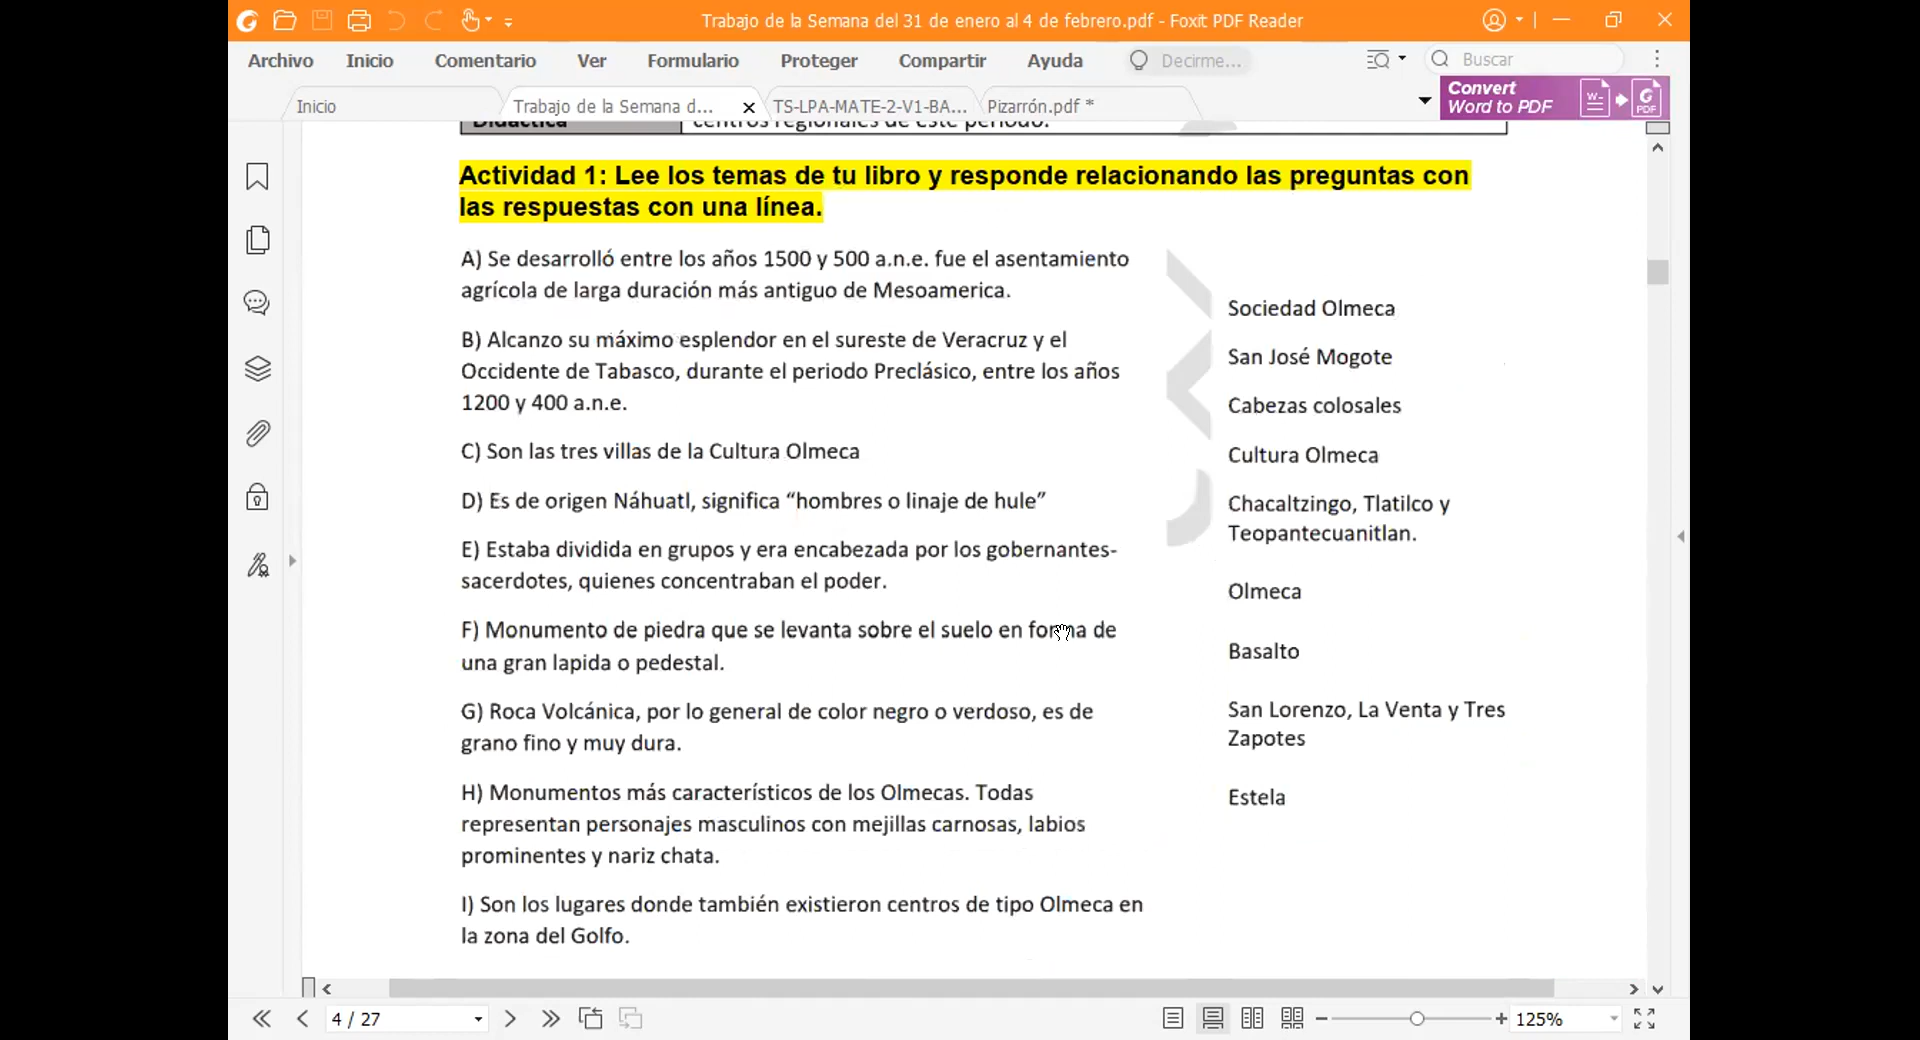 Trabajo de la Semana del 31 de enero al 4 de febrero.pdf - Foxit PDF Reader
Archivo Inicio Comentario Ver Formulario Proteger Compartir Ayuda Decirme... Buscar
Inicio Trabajo de la Semana d... TS-LPA-MATE-2-V1-BA... Pizarrón.pdf *
Convert
Word to PDF
Didáctica centros regionales de este periodo.
Actividad 1: Lee los temas de tu libro y responde relacionando las preguntas con
las respuestas con una línea.
A) Se desarrolló entre los años 1500 y 500 a.n.e. fue el asentamiento
agrícola de larga duración más antiguo de Mesoamerica.
B) Alcanzo su máximo esplendor en el sureste de Veracruz y el
Occidente de Tabasco, durante el periodo Preclásico, entre los años
1200 y 400 a.n.e.
C) Son las tres villas de la Cultura Olmeca
D) Es de origen Náhuatl, significa “hombres o linaje de hule”
E) Estaba dividida en grupos y era encabezada por los gobernantes-
sacerdotes, quienes concentraban el poder.
F) Monumento de piedra que se levanta sobre el suelo en forma de
una gran lapida o pedestal.
G) Roca Volcánica, por lo general de color negro o verdoso, es de
grano fino y muy dura.
H) Monumentos más característicos de los Olmecas. Todas
representan personajes masculinos con mejillas carnosas, labios
prominentes y nariz chata.
I) Son los lugares donde también existieron centros de tipo Olmeca en
la zona del Golfo.
Sociedad Olmeca
San José Mogote
Cabezas colosales
Cultura Olmeca
Chacaltzingo, Tlatilco y
Teopantecuanitlan.
Olmeca
Basalto
San Lorenzo, La Venta y Tres
Zapotes
Estela
4 / 27
125%